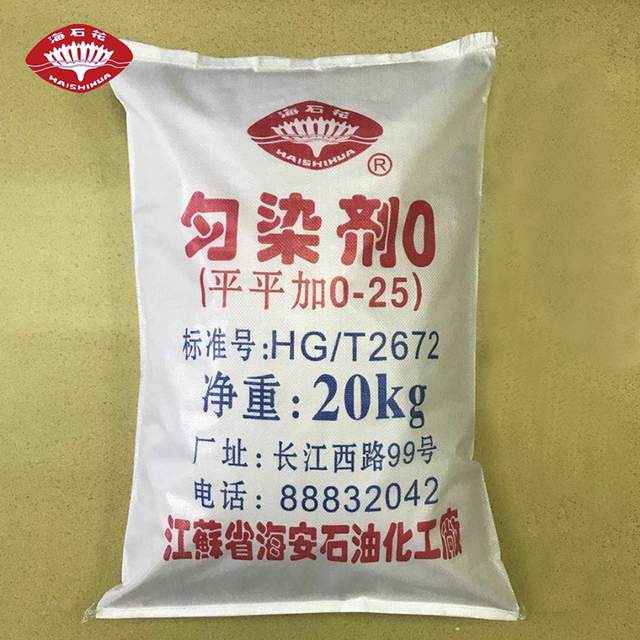 海石花
HAISHIHUA
海石花
HAISHIHUA
®
匀染剂O
(平平加O-25)
标准号:HG/T2672
净重:20kg
厂址:长江西路99号
电话:88832042
江蘇省海安石油化工廠